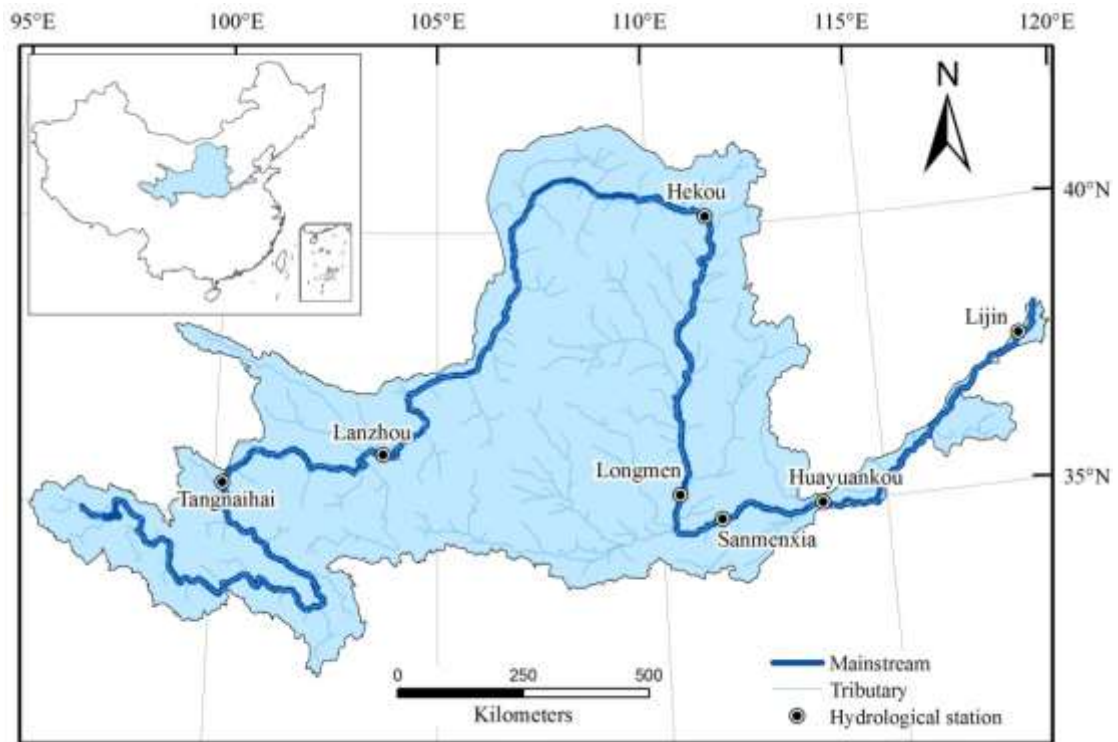 95°E 100°E 105°E 110°E 115°E 120°E
N
40°N
Hekou
Lijin
Lanzhou
Longmen
Huayuankou
35°N
Tangnaihai
Sanmenxia
0 250 500
Kilometers
Mainstream
Tributary
Hydrological station